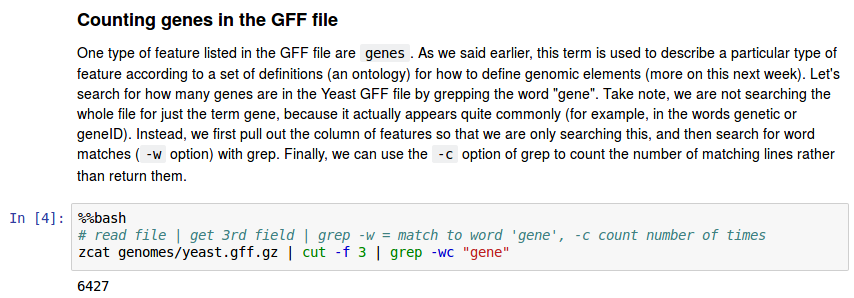 Counting genes in the GFF file
One type of feature listed in the GFF file are genes . As we said earlier, this term is used to describe a particular type of
feature according to a set of definitions (an ontology) for how to define genomic elements (more on this next week). Let's
search for how many genes are in the Yeast GFF file by grepping the word "gene". Take note, we are not searching the
whole file for just the term gene, because it actually appears quite commonly (for example, in the words genetic or
geneID). Instead, we first pull out the column of features so that we are only searching this, and then search for word
matches ( -w option) with grep. Finally, we can use the -c option of grep to count the number of matching lines rather
than return them.
In [4]: %%bash
# read file | get 3rd field | grep -w = match to word 'gene', -c count number of times
zcat genomes/yeast.gff.gz | cut -f 3 | grep -wc "gene"
6427